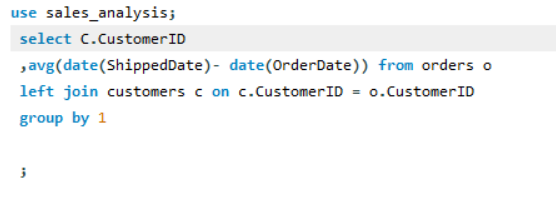 use sales_analysis;
select C.CustomerID
,avg(date(ShippedDate)- date(OrderDate)) from orders o
left join customers c on c.CustomerID = o.CustomerID
group by 1
;